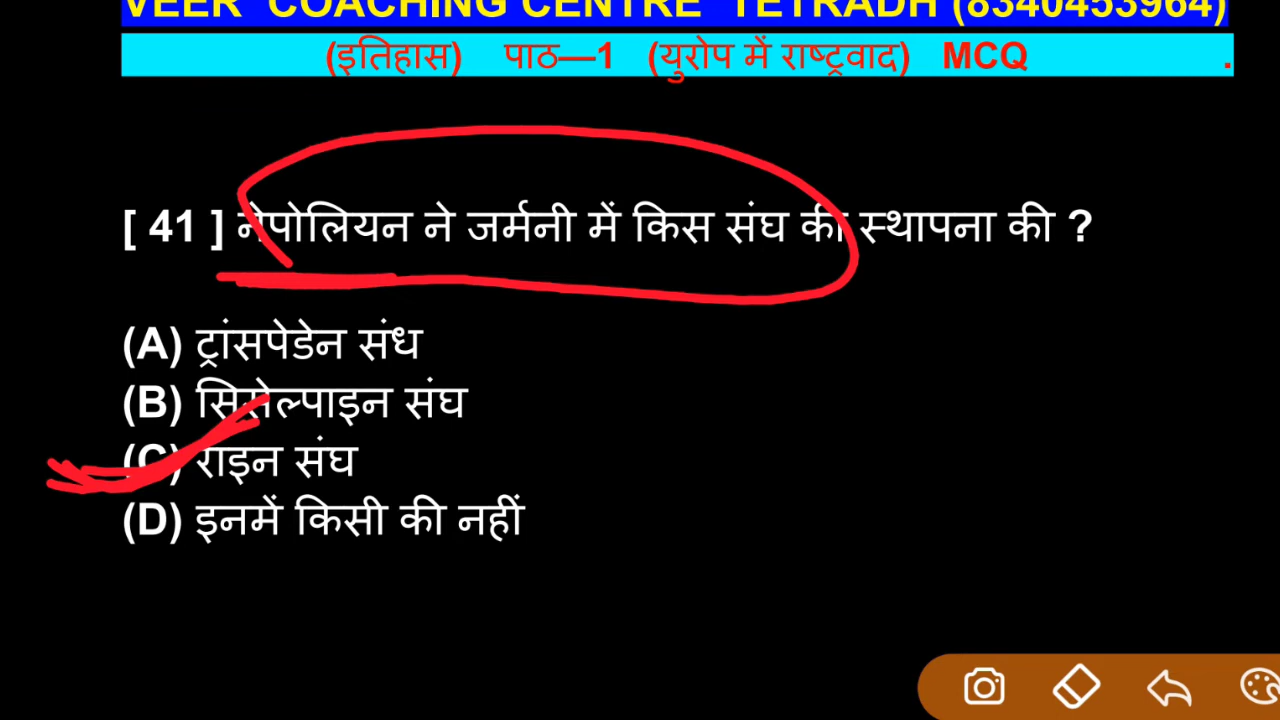 VEER COACHING CENTRE TETRADH (8340453964)
(इतिहास) पाठ—1 (युरोप में राष्ट्रवाद) MCQ .
[ 41 ] नेपोलियन ने जर्मनी में किस संघ की स्थापना की ?
(A) ट्रांसपेडेन संध
(B) सिसेल्पाइन संघ
(C) राइन संघ
(D) इनमें किसी की नहीं